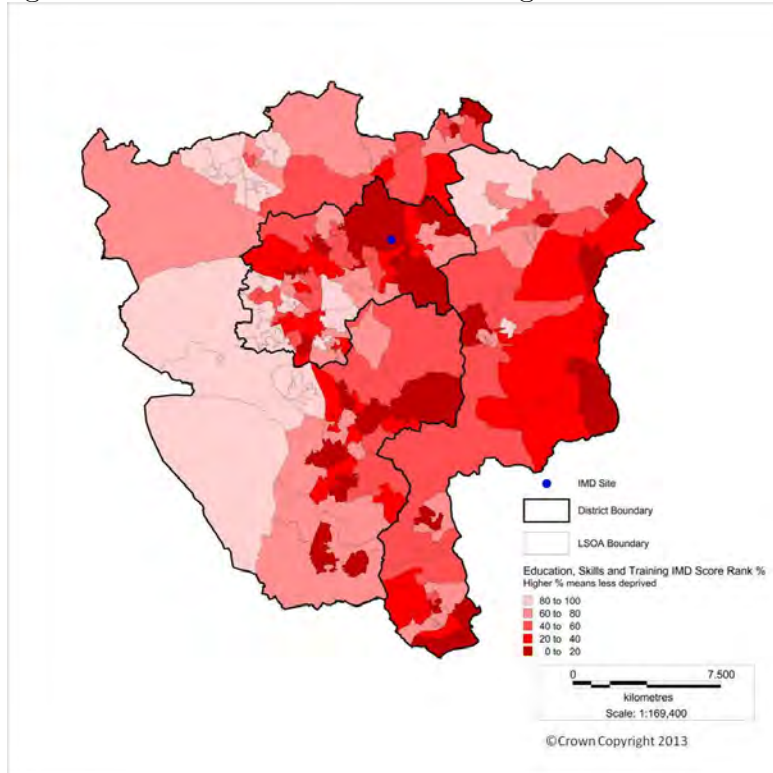 IMD Site
District Boundary
LSOA Boundary
Education, Skills and Training IMD Score Rank %
Higher % means less deprived
80 to 100
60 to 80
40 to 60
20 to 40
0 to 20
0 7.500
kilometres
Scale: 1:169,400
©Crown Copyright 2013